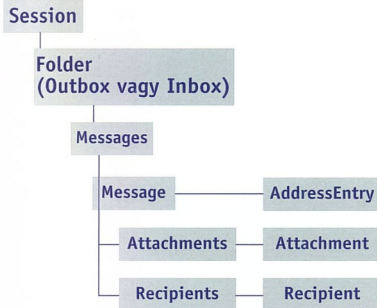 Session
Folder
(Outbox vagy Inbox)
Messages
Message
AddressEntry
Attachments
Attachment
Recipients
Recipient